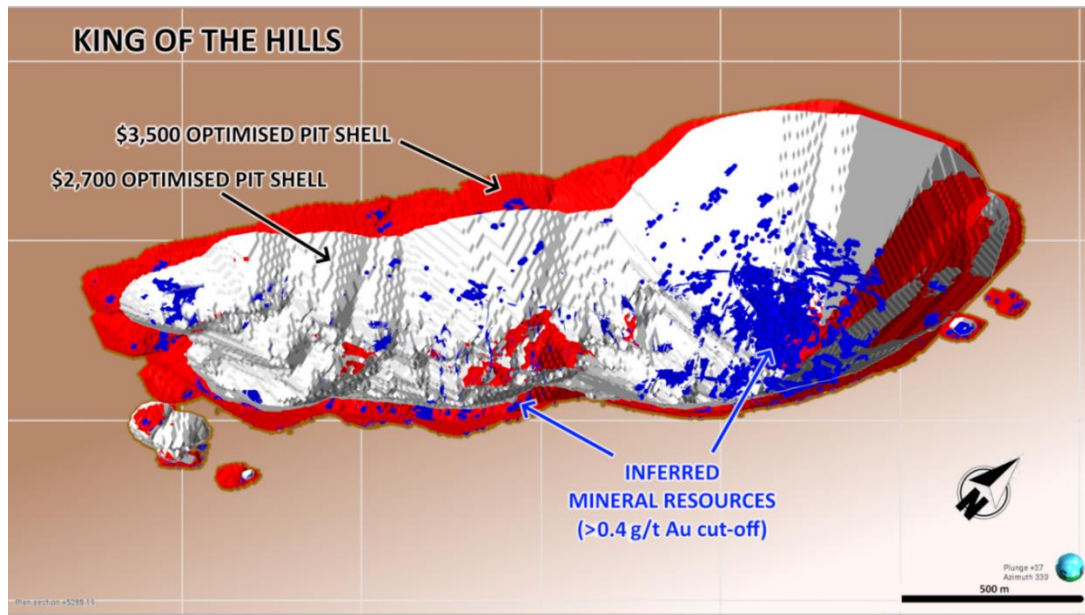 KING OF THE HILLS
$3,500 OPTIMISED PIT SHELL
$2,700 OPTIMISED PIT SHELL
INFERRED
MINERAL RESOURCES
(>0.4 g/t Au cut-off)
N
Plunge +37
Azimuth 333
500 m